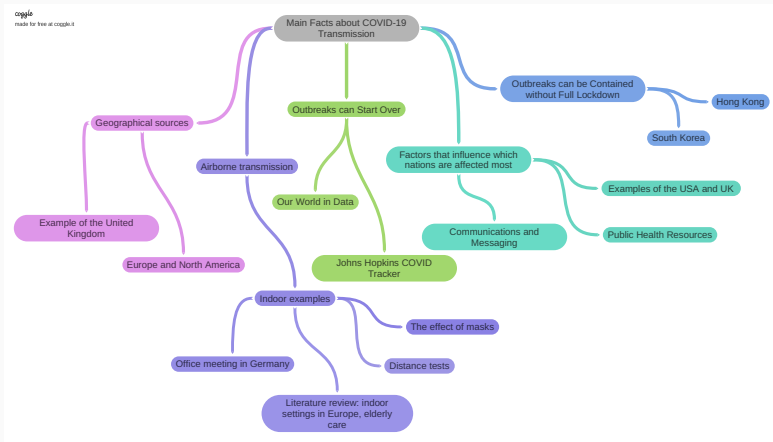 coggle
made for free at coggle.it
Main Facts about COVID-19
Transmission
Outbreaks can be Contained
without Full Lockdown
Hong Kong
South Korea
Outbreaks can Start Over
Geographical sources
Airborne transmission
Factors that influence which
nations are affected most
Examples of the USA and UK
Our World in Data
Example of the United
Kingdom
Communications and
Messaging
Public Health Resources
Europe and North America
Johns Hopkins COVID
Tracker
Indoor examples
The effect of masks
Office meeting in Germany
Distance tests
Literature review: indoor
settings in Europe, elderly
care